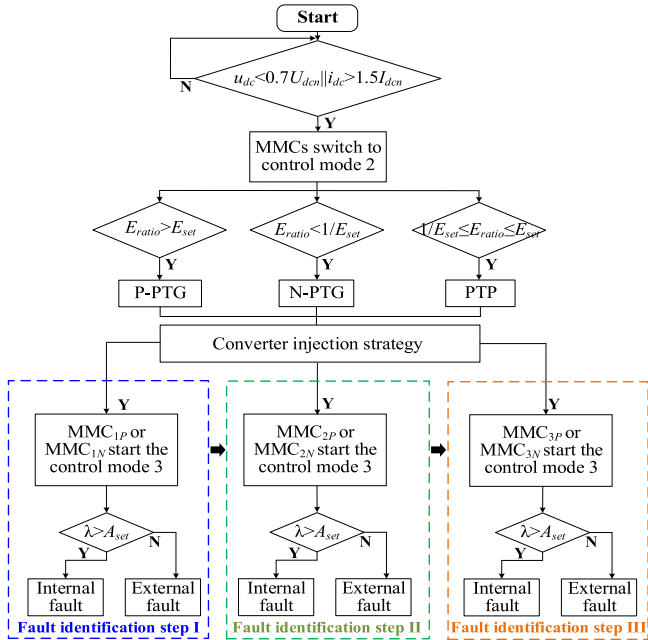 Start
u_dc<0.7U_dcn||i_dc>1.5I_dcn
N
Y
MMCs switch to
control mode 2
E_ratio>E_set
E_ratio<1/E_set
1/E_set≤E_ratio≤E_set
Y
Y
Y
P-PTG
N-PTG
PTP
Converter injection strategy
Y
MMC_1P or
MMC_1N start the
control mode 3
λ>A_set
Y
N
Internal
fault
External
fault
Fault identification step I
Y
MMC_2P or
MMC_2N start the
control mode 3
λ>A_set
Y
N
Internal
fault
External
fault
Fault identification step II
Y
MMC_3P or
MMC_3N start the
control mode 3
λ>A_set
Y
N
Internal
fault
External
fault
Fault identification step III